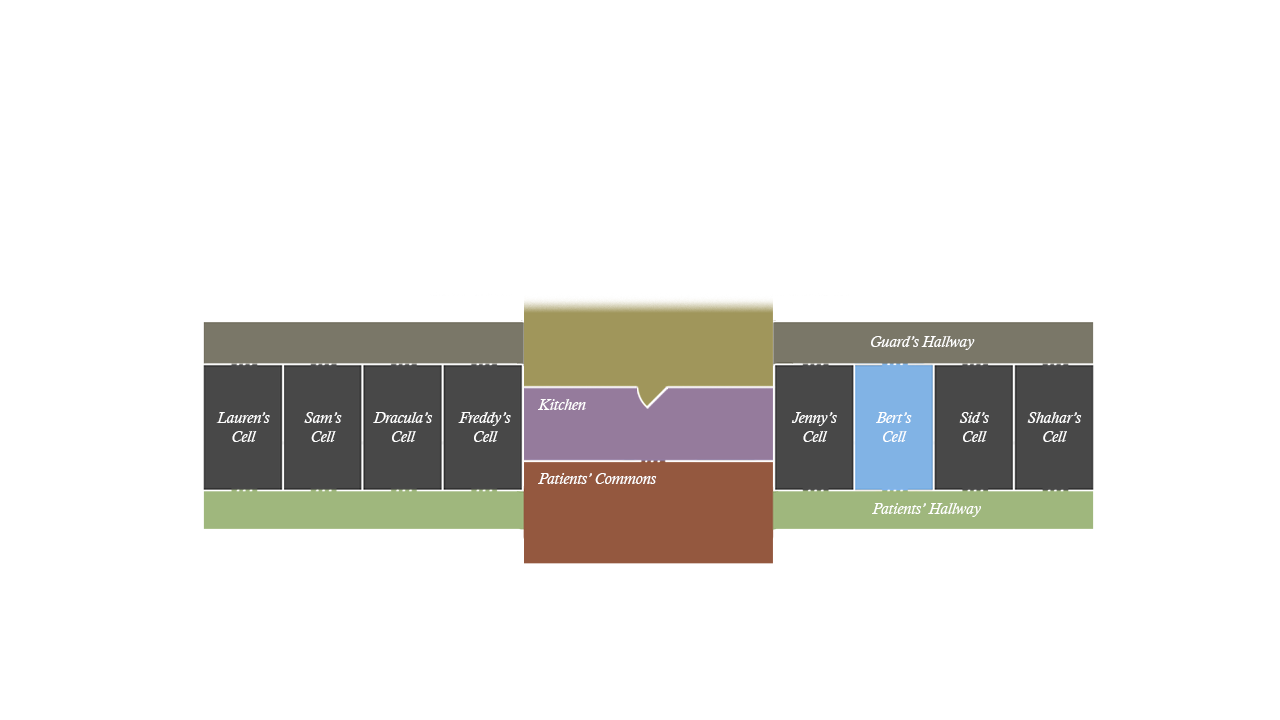 Guard’s Hallway
Kitchen
Lauren’s
Cell
Sam’s
Cell
Dracula’s
Cell
Freddy’s
Cell
Jenny’s
Cell
Bert’s
Cell
Sid’s
Cell
Shahar’s
Cell
Patients’ Commons
Patients’ Hallway